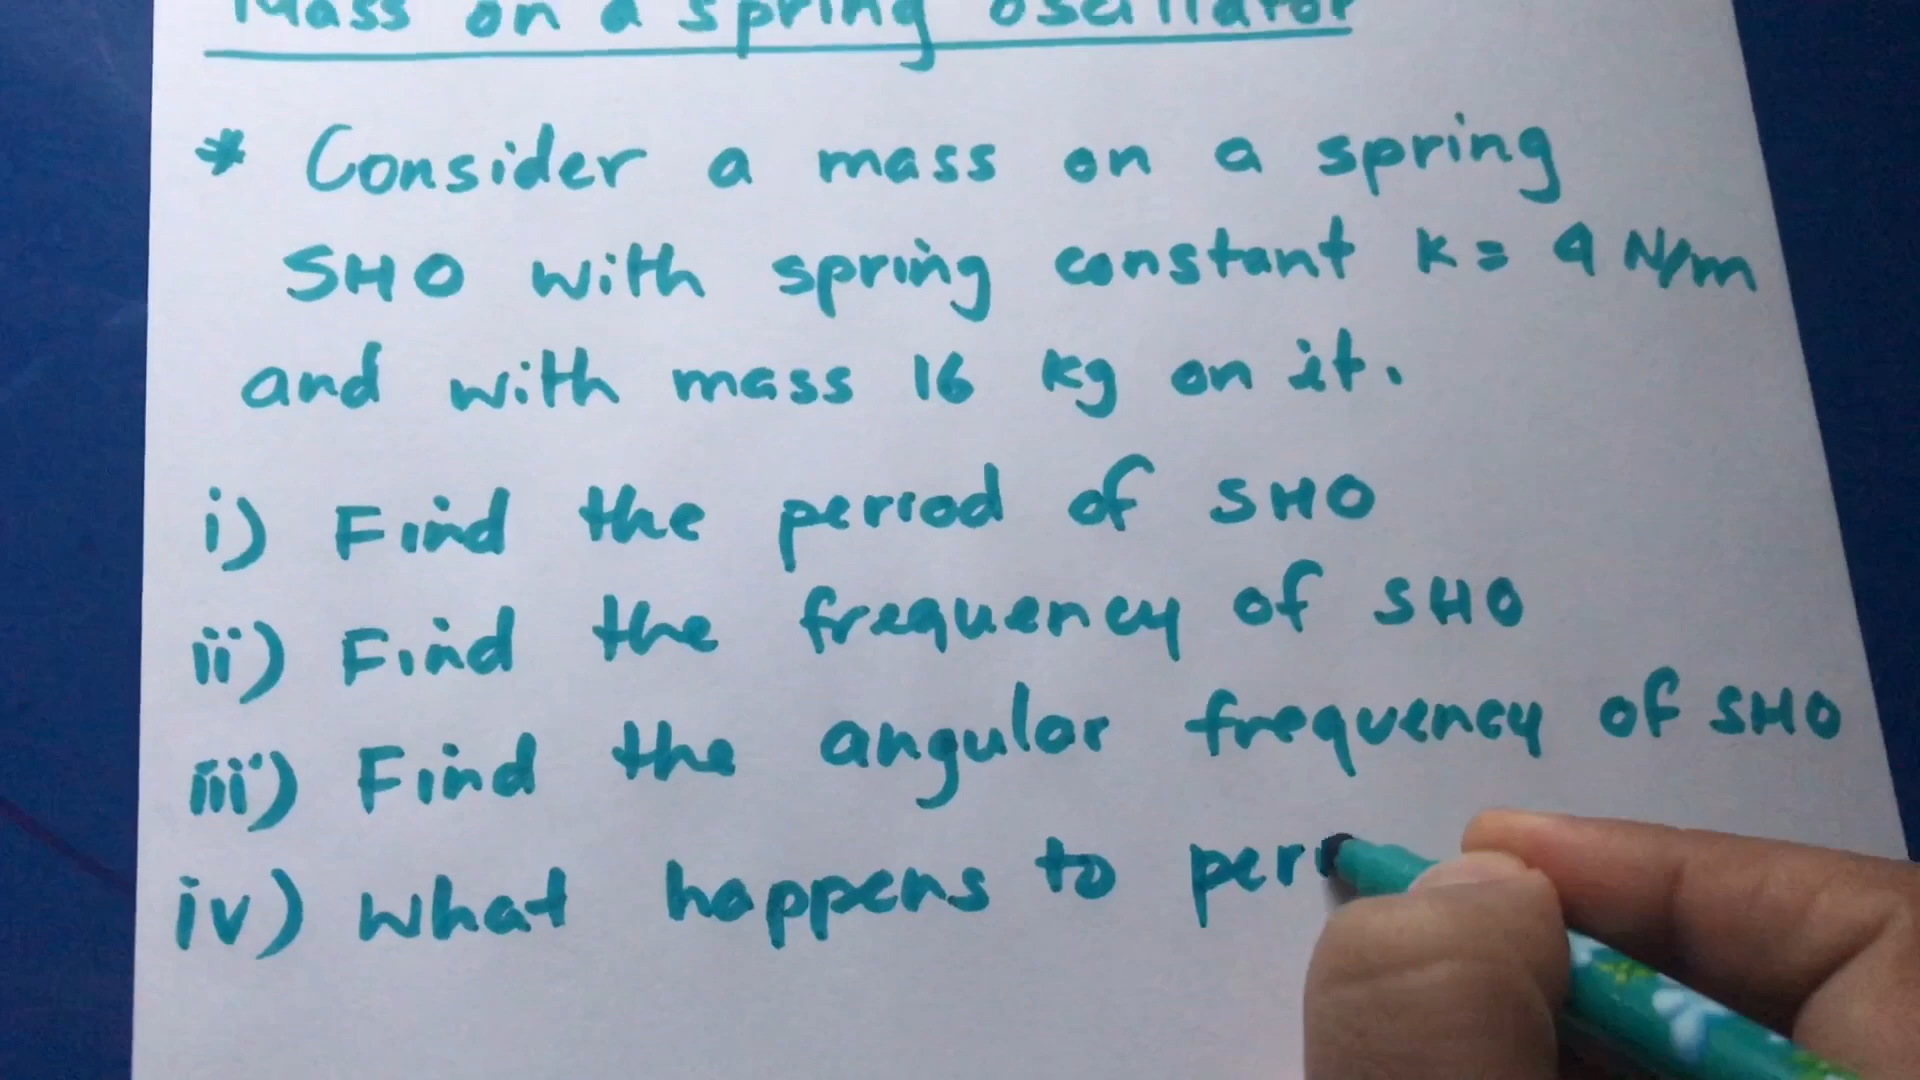 Mass on a spring oscillator
* Consider a mass on a spring
SHO with spring constant k = 4 N/m
and with mass 16 kg on it.
i) Find the period of SHO
ii) Find the frequency of SHO
iii) Find the angular frequency of SHO
iv) What happens to per